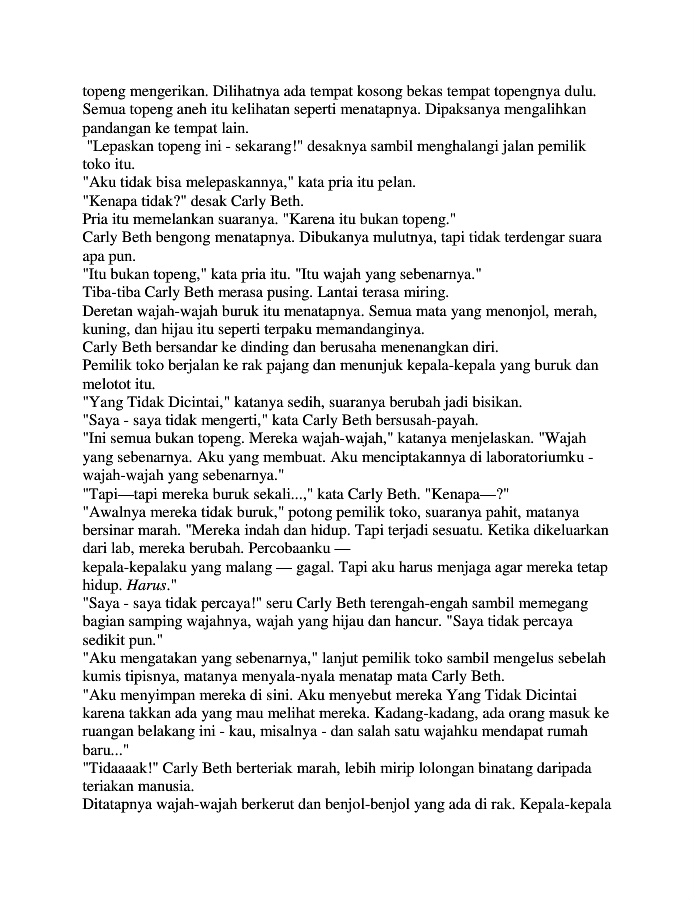 topeng mengerikan. Dilihatnya ada tempat kosong bekas tempat topengnya dulu.
Semua topeng aneh itu kelihatan seperti menatapnya. Dipaksanya mengalihkan
pandangan ke tempat lain.
"Lepaskan topeng ini - sekarang!" desaknya sambil menghalangi jalan pemilik
toko itu.
"Aku tidak bisa melepaskannya," kata pria itu pelan.
"Kenapa tidak?" desak Carly Beth.
Pria itu memelankan suaranya. "Karena itu bukan topeng."
Carly Beth bengong menatapnya. Dibukanya mulutnya, tapi tidak terdengar suara
apa pun.
"Itu bukan topeng," kata pria itu. "Itu wajah yang sebenarnya."
Tiba-tiba Carly Beth merasa pusing. Lantai terasa miring.
Deretan wajah-wajah buruk itu menatapnya. Semua mata yang menonjol, merah,
kuning, dan hijau itu seperti terpaku memandanginya.
Carly Beth bersandar ke dinding dan berusaha menenangkan diri.
Pemilik toko berjalan ke rak pajang dan menunjuk kepala-kepala yang buruk dan
melotot itu.
"Yang Tidak Dicintai," katanya sedih, suaranya berubah jadi bisikan.
"Saya - saya tidak mengerti," kata Carly Beth bersusah-payah.
"Ini semua bukan topeng. Mereka wajah-wajah," katanya menjelaskan. "Wajah
yang sebenarnya. Aku yang membuat. Aku menciptakannya di laboratoriumku -
wajah-wajah yang sebenarnya."
"Tapi—tapi mereka buruk sekali...," kata Carly Beth. "Kenapa—?"
"Awalnya mereka tidak buruk," potong pemilik toko, suaranya pahit, matanya
bersinar marah. "Mereka indah dan hidup. Tapi terjadi sesuatu. Ketika dikeluarkan
dari lab, mereka berubah. Percobaanku —
kepala-kepalaku yang malang — gagal. Tapi aku harus menjaga agar mereka tetap
hidup. Harus."
"Saya - saya tidak percaya!" seru Carly Beth terengah-engah sambil memegang
bagian samping wajahnya, wajah yang hijau dan hancur. "Saya tidak percaya
sedikit pun."
"Aku mengatakan yang sebenarnya," lanjut pemilik toko sambil mengelus sebelah
kumis tipisnya, matanya menyala-nyala menatap mata Carly Beth.
"Aku menyimpan mereka di sini. Aku menyebut mereka Yang Tidak Dicintai
karena takkan ada yang mau melihat mereka. Kadang-kadang, ada orang masuk ke
ruangan belakang ini - kau, misalnya - dan salah satu wajahku mendapat rumah
baru..."
"Tidaaaak!" Carly Beth berteriak marah, lebih mirip lolongan binatang daripada
teriakan manusia.
Ditatapnya wajah-wajah berkerut dan benjol-benjol yang ada di rak. Kepala-kepala